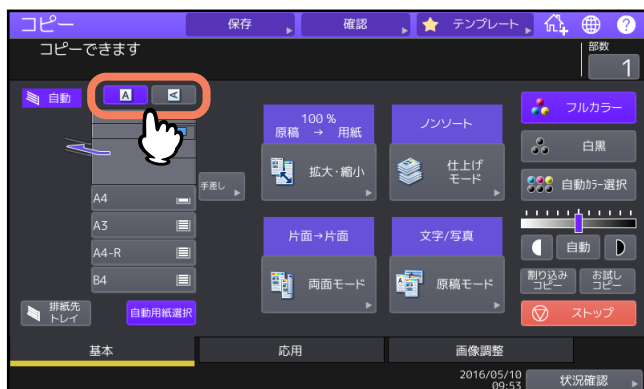 コピー
保存
確認
テンプレート
?
コピーできます
部数
1
自動
A
A
100 %
原稿 → 用紙
拡大・縮小
ノンソート
仕上げ
モード
フルカラー
白黒
自動ｶﾗｰ選択
手差し
A4
A3
A4-R
B4
片面→片面
両面モード
文字/写真
原稿モード
自動
割り込み
コピー
お試し
コピー
排紙先
トレイ
自動用紙選択
ストップ
基本
応用
画像調整
2016/05/10
09:53
状況確認